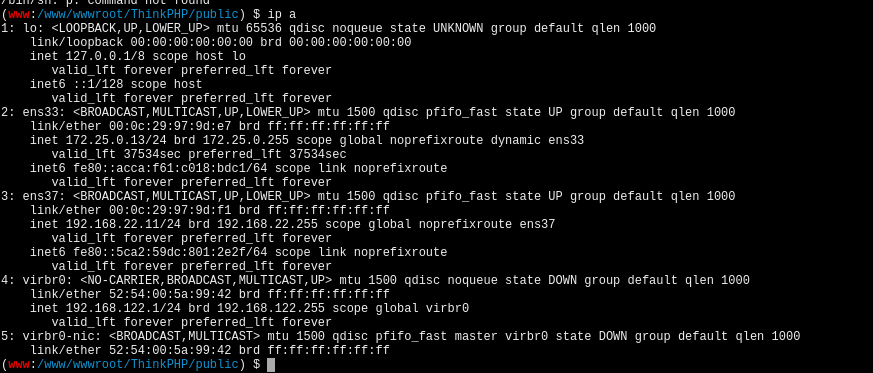 /bin/sh: p: command not found
(www:/www/wwwroot/ThinkPHP/public) $ ip a
1: lo: <LOOPBACK,UP,LOWER_UP> mtu 65536 qdisc noqueue state UNKNOWN group default qlen 1000
    link/loopback 00:00:00:00:00:00 brd 00:00:00:00:00:00
    inet 127.0.0.1/8 scope host lo
       valid_lft forever preferred_lft forever
    inet6 ::1/128 scope host
       valid_lft forever preferred_lft forever
2: ens33: <BROADCAST,MULTICAST,UP,LOWER_UP> mtu 1500 qdisc pfifo_fast state UP group default qlen 1000
    link/ether 00:0c:29:97:9d:e7 brd ff:ff:ff:ff:ff:ff
    inet 172.25.0.13/24 brd 172.25.0.255 scope global noprefixroute dynamic ens33
       valid_lft 37534sec preferred_lft 37534sec
    inet6 fe80::acca:f61:c018:bdc1/64 scope link noprefixroute
       valid_lft forever preferred_lft forever
3: ens37: <BROADCAST,MULTICAST,UP,LOWER_UP> mtu 1500 qdisc pfifo_fast state UP group default qlen 1000
    link/ether 00:0c:29:97:9d:f1 brd ff:ff:ff:ff:ff:ff
    inet 192.168.22.11/24 brd 192.168.22.255 scope global noprefixroute ens37
       valid_lft forever preferred_lft forever
    inet6 fe80::5ca2:59dc:801:2e2f/64 scope link noprefixroute
       valid_lft forever preferred_lft forever
4: virbr0: <NO-CARRIER,BROADCAST,MULTICAST,UP> mtu 1500 qdisc noqueue state DOWN group default qlen 1000
    link/ether 52:54:00:5a:99:42 brd ff:ff:ff:ff:ff:ff
    inet 192.168.122.1/24 brd 192.168.122.255 scope global virbr0
       valid_lft forever preferred_lft forever
5: virbr0-nic: <BROADCAST,MULTICAST> mtu 1500 qdisc pfifo_fast master virbr0 state DOWN group default qlen 1000
    link/ether 52:54:00:5a:99:42 brd ff:ff:ff:ff:ff:ff
(www:/www/wwwroot/ThinkPHP/public) $